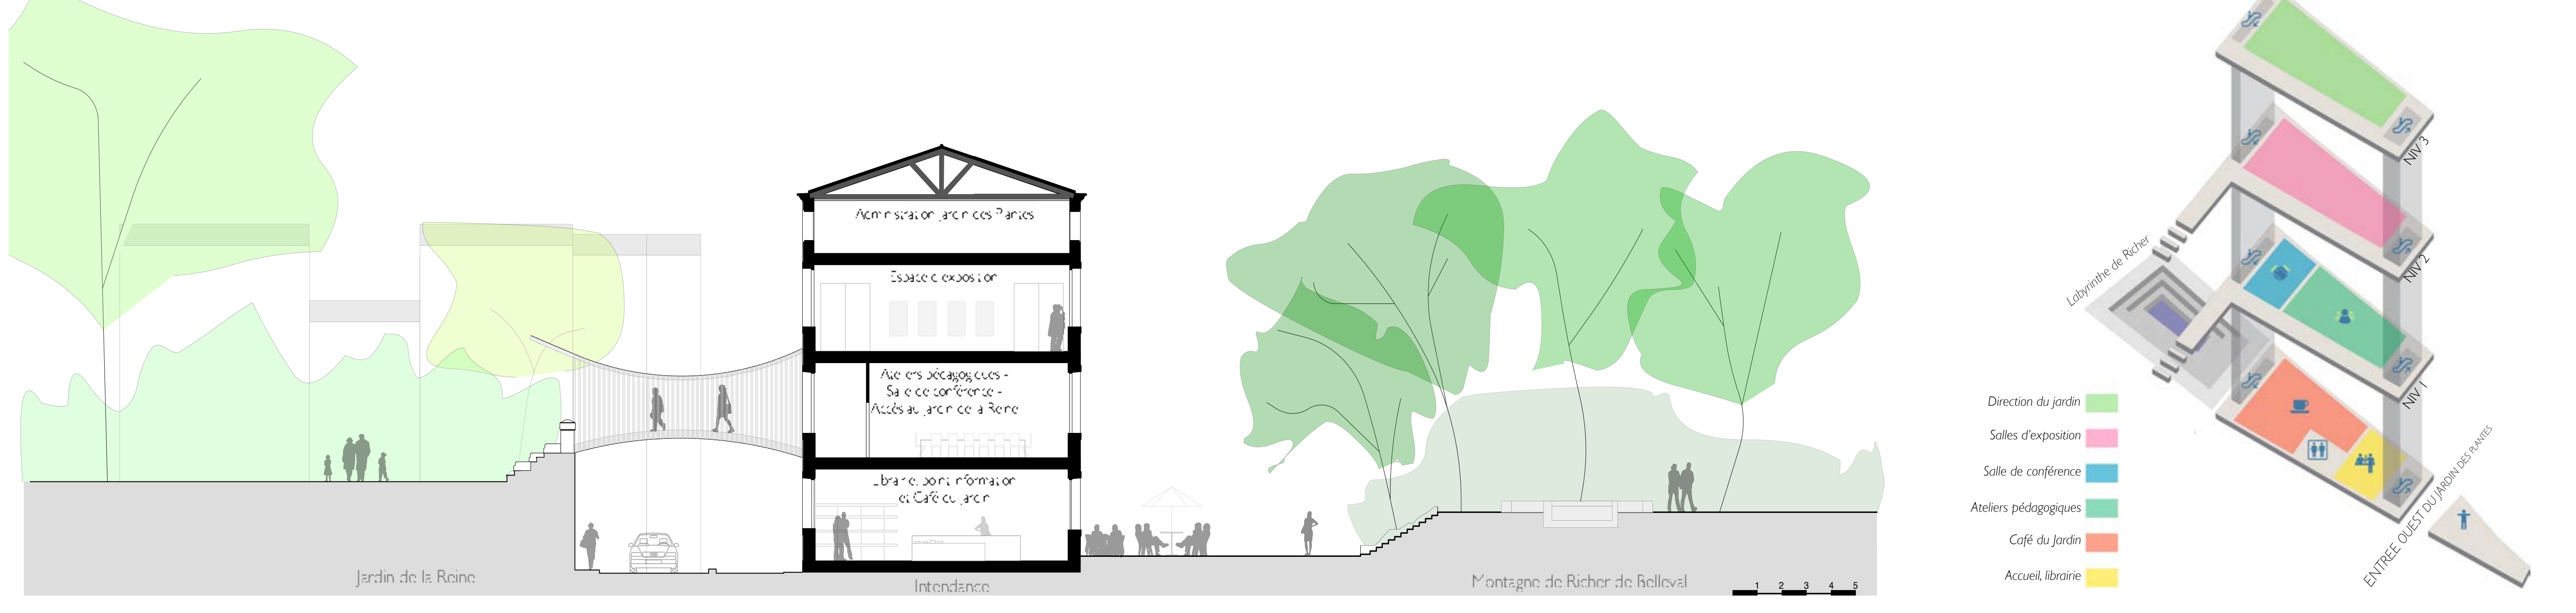 Administration Jardin des Plantes
Espace d'exposition
Ateliers pédagogiques -
Salle de conférence -
Accès au Jardin de la Reine
Librairie, point information
et Café du Jardin
Jardin de la Reine
Intendance
Montagne de Richer de Belleval
1 2 3 4 5
NIV 3
NIV 2
Labyrinthe de Richer
NIV 1
Direction du jardin
Salles d'exposition
Salle de conférence
Ateliers pédagogiques
Café du Jardin
Accueil, librairie
ENTREE OUEST DU JARDIN DES PLANTES